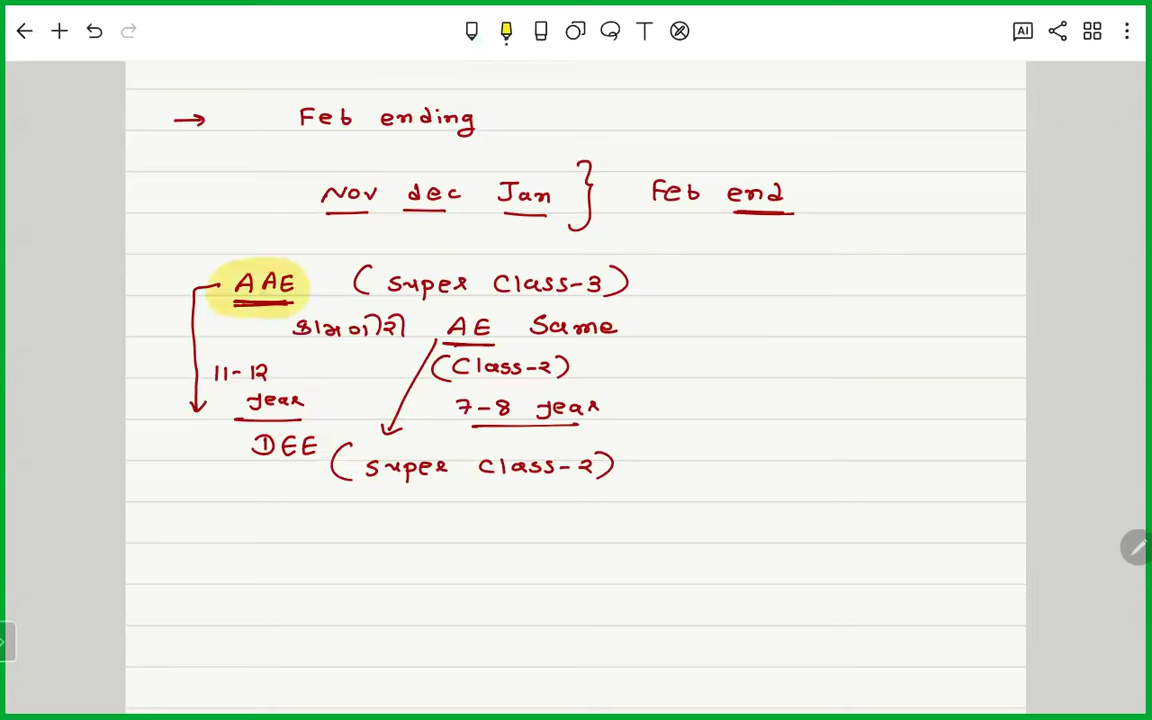 → Feb ending
Nov dec Jan } Feb end
AAE (super Class-3)
કામગીરી AE Same
(Class-2)
11-12
year
7-8 year
DEE (super class-2)